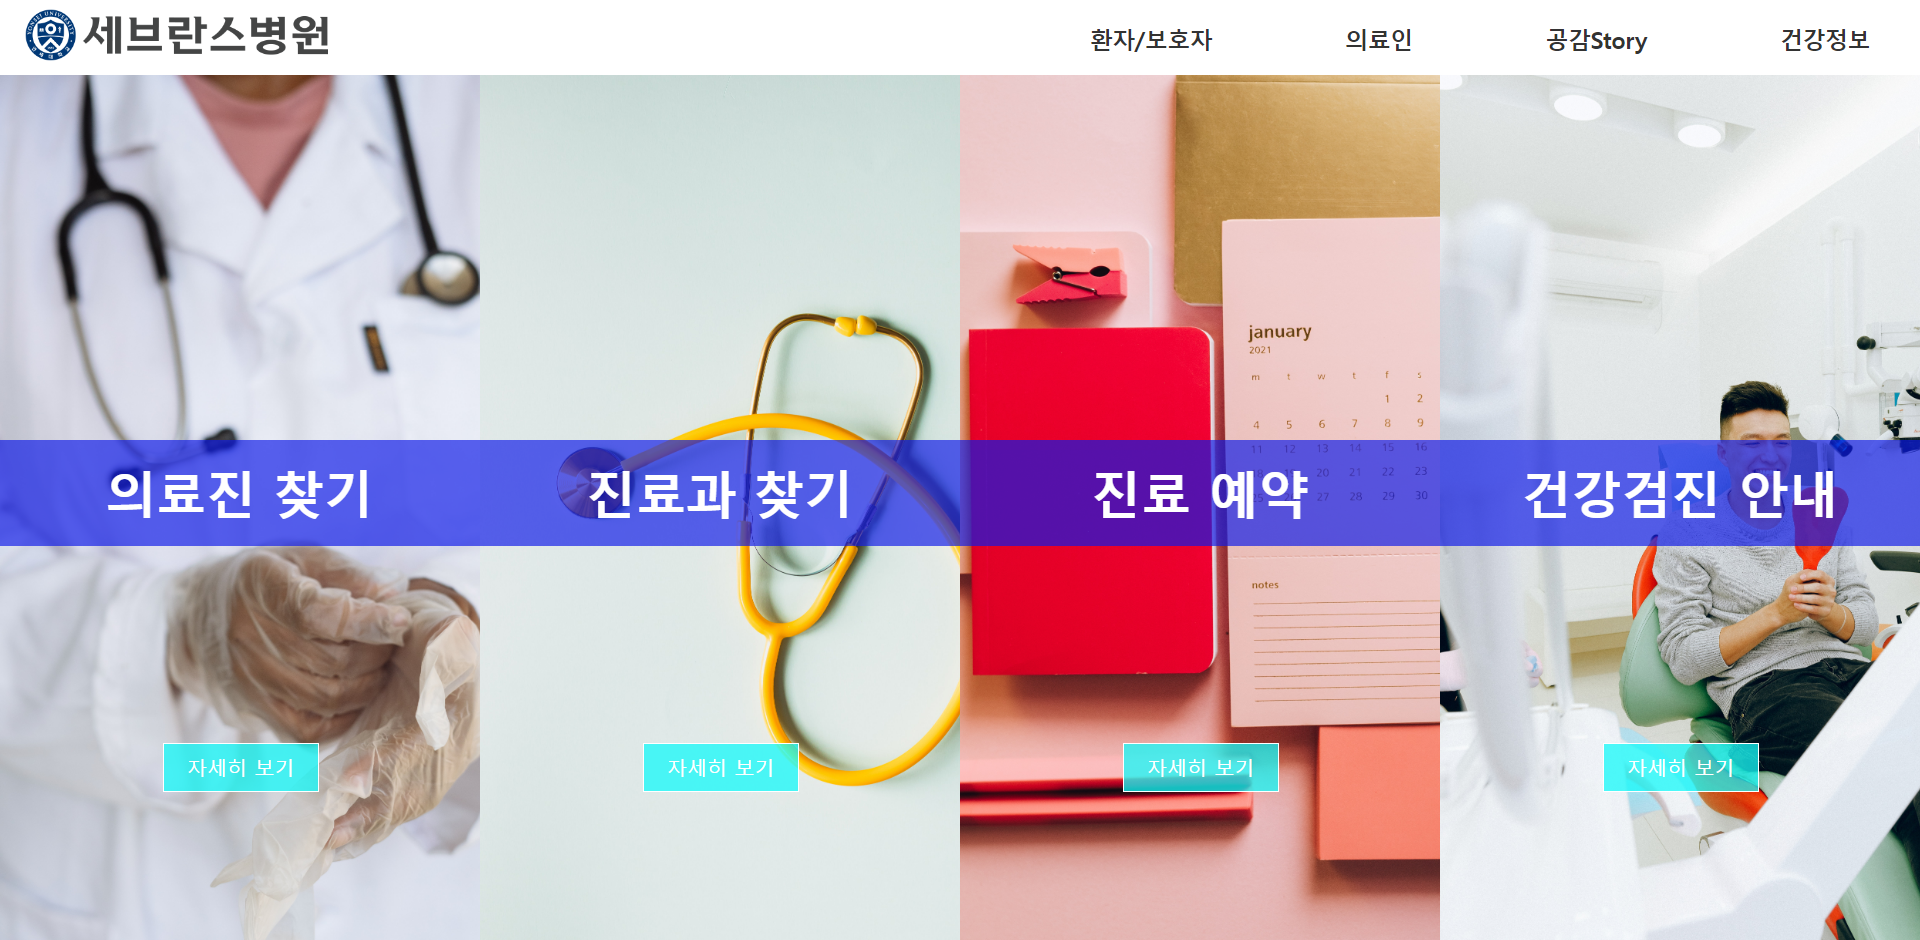 세브란스병원
환자/보호자 의료인 공감Story 건강정보
january
2021
m t w t f s
1 2
4 5 6 7 8 9
11 12 13 14 15 16
20 21 22 23
25 27 28 29 30
의료진 찾기
진료과 찾기
진료 예약
건강검진 안내
notes
자세히 보기
자세히 보기
자세히 보기
자세히 보기